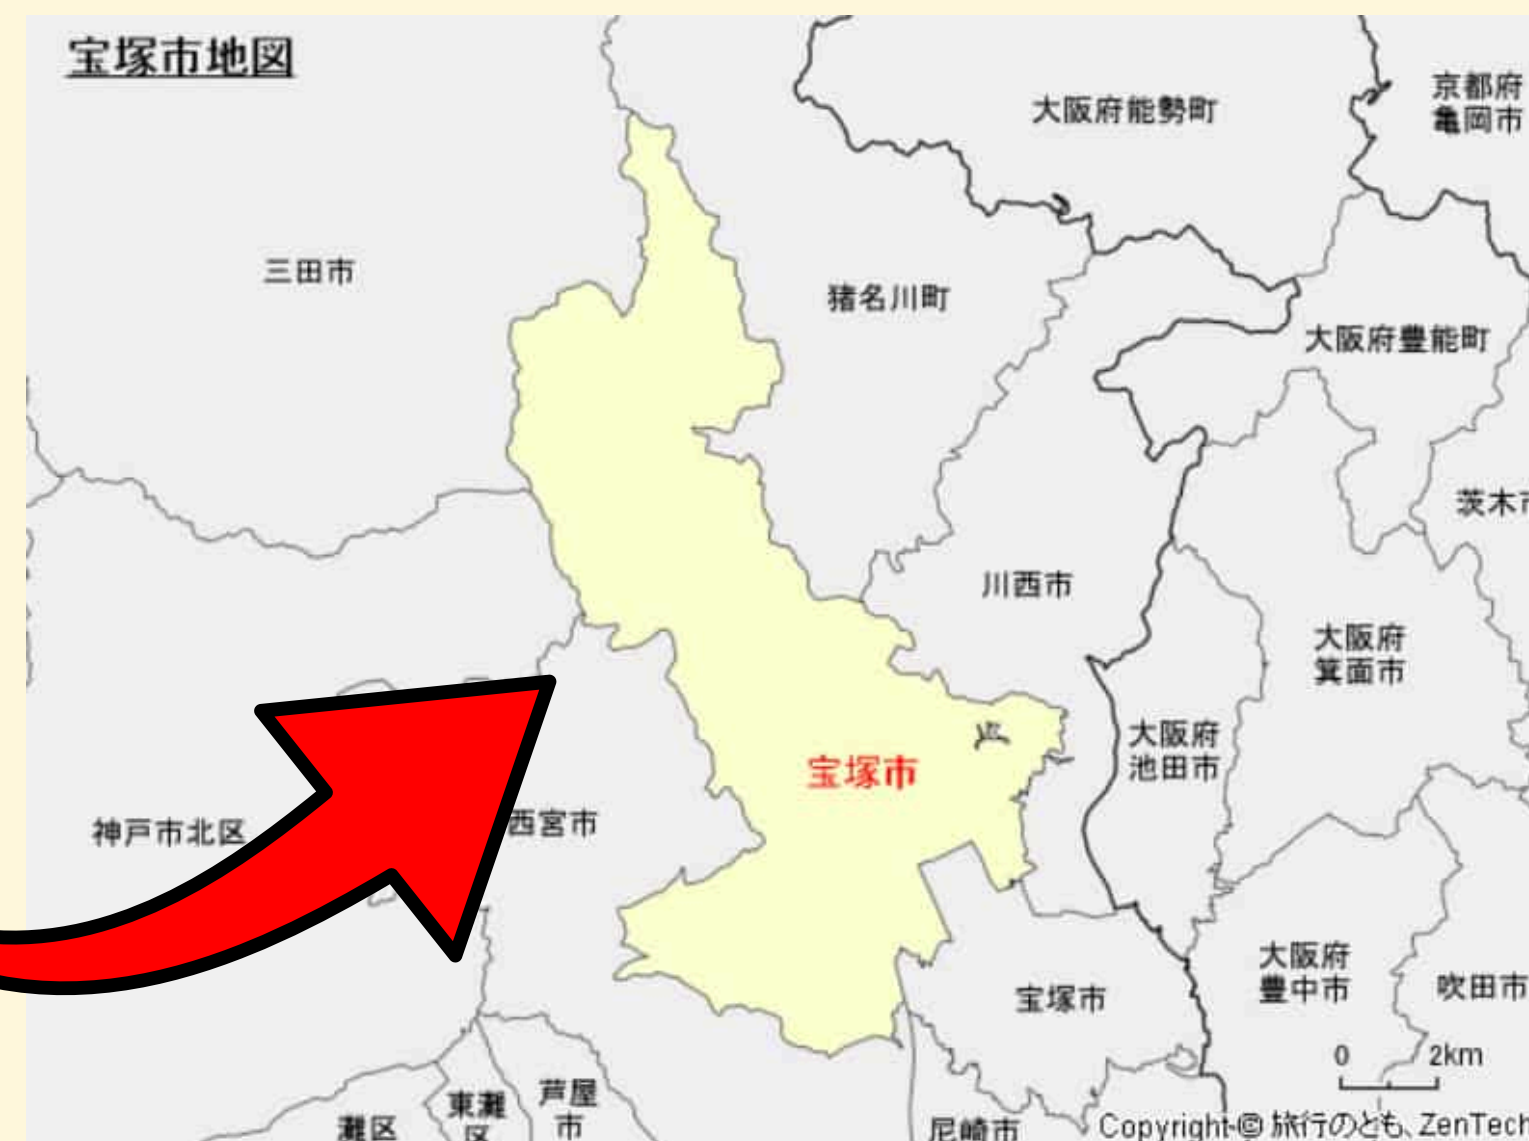 宝塚市地図
大阪府能勢町
京都府
亀岡市
三田市
猪名川町
大阪府豊能町
茨木市
川西市
大阪府
箕面市
大阪府
池田市
宝塚市
神戸市北区
西宮市
大阪府
豊中市
吹田市
宝塚市
0 2km
東灘
区
芦屋
市
灘区
尼崎市
Copyright © 旅行のとも、ZenTech